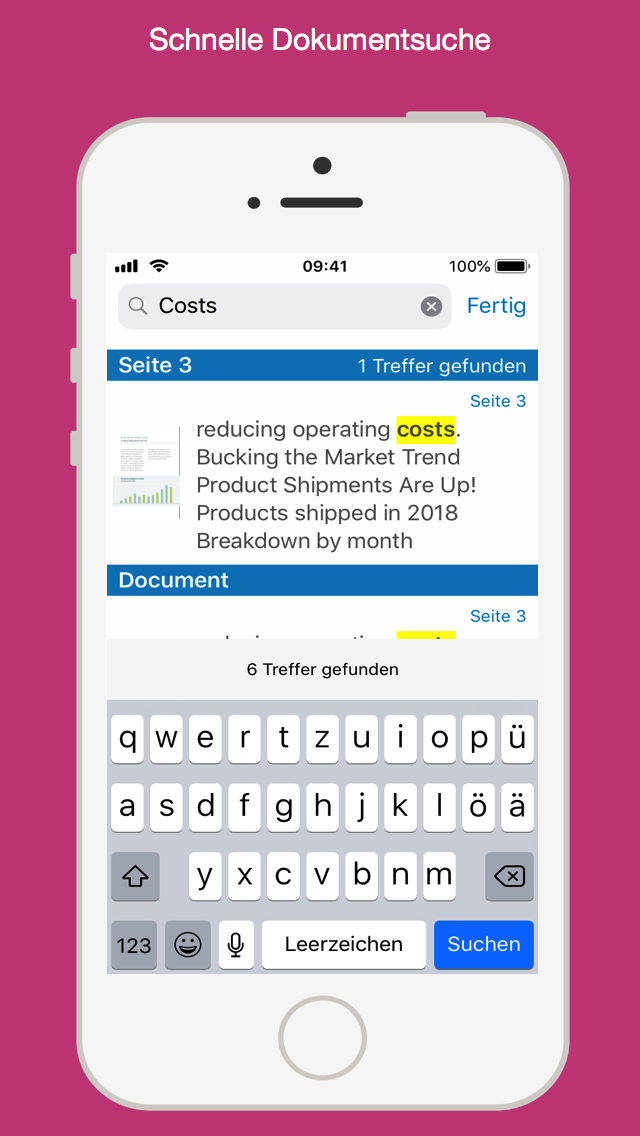 Schnelle Dokumentsuche
09:41
100%
Costs
Fertig
Seite 3
1 Treffer gefunden
Seite 3
reducing operating costs.
Bucking the Market Trend
Product Shipments Are Up!
Products shipped in 2018
Breakdown by month
Document
Seite 3
6 Treffer gefunden
q w e r t z u i o p ü
a s d f g h j k l ö ä
y x c v b n m
123
Leerzeichen
Suchen